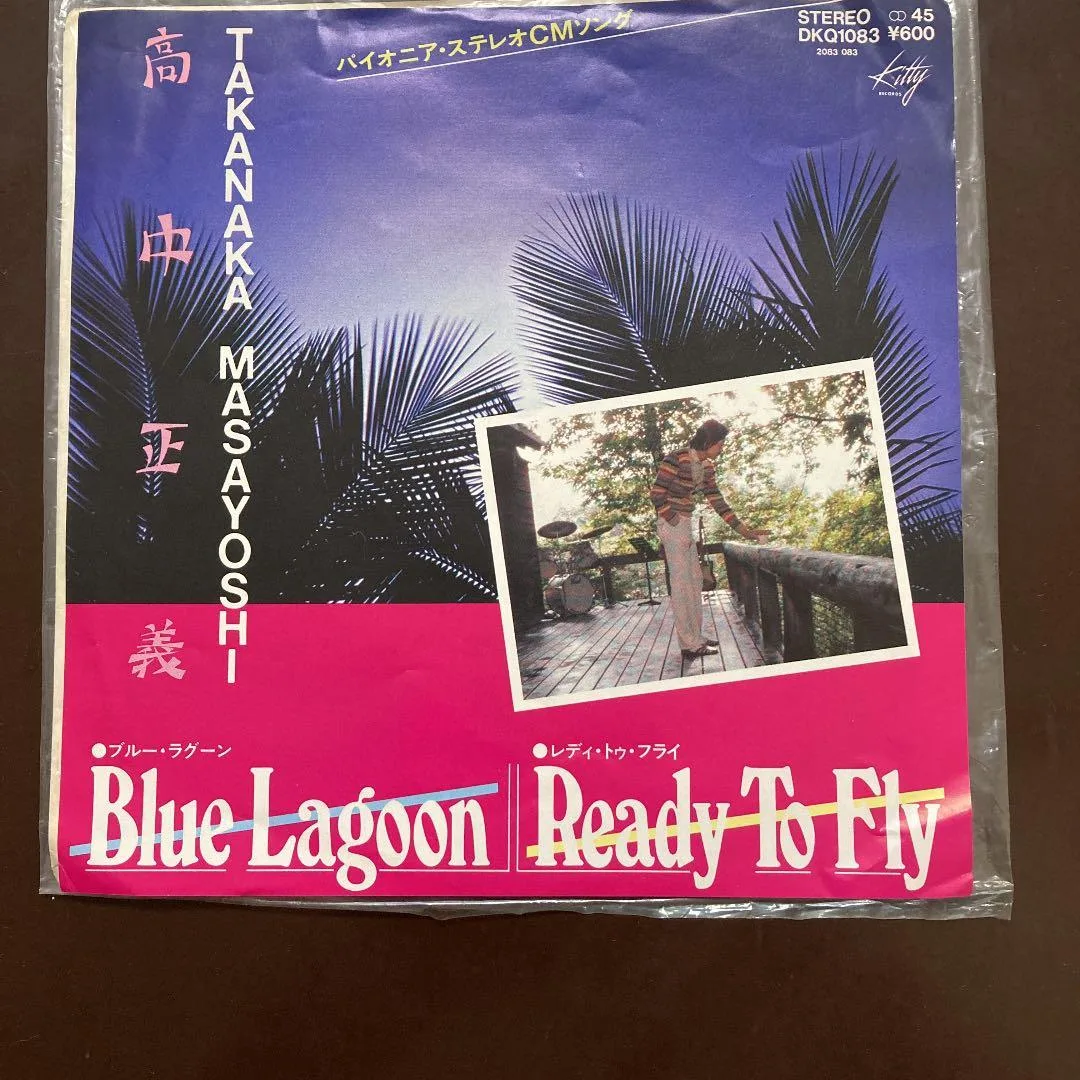 高中正義
TAKANAKA MASAYOSHI
パイオニア・ステレオCMソング
STEREO 45
DKQ1083 ¥600
2083 083
Kitty
RECORDS
●ブルー・ラグーン
Blue Lagoon
●レディ・トゥ・フライ
Ready To Fly